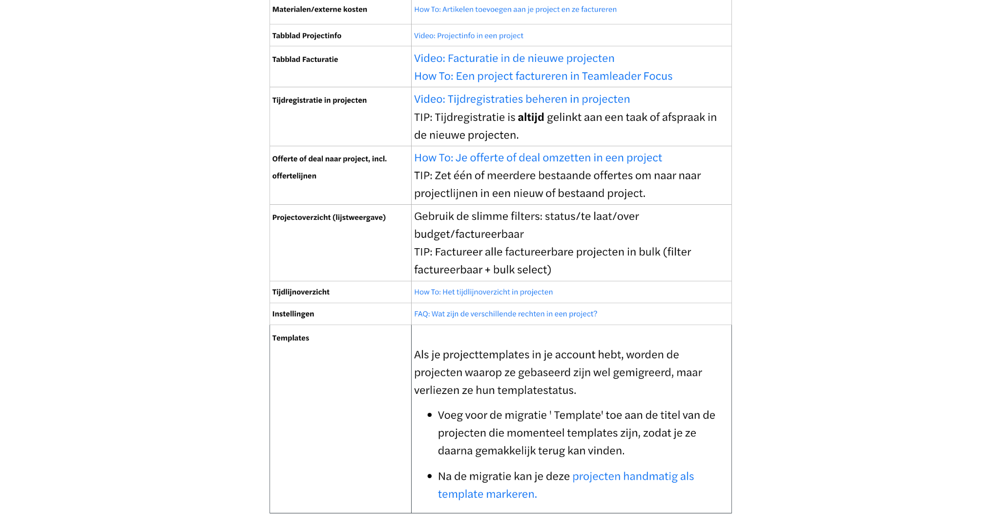 Materialen/externe kosten
How To: Artikelen toevoegen aan je project en ze factureren
Tabblad Projectinfo
Video: Projectinfo in een project
Tabblad Facturatie
Video: Facturatie in de nieuwe projecten
How To: Een project factureren in Teamleader Focus
Tijdregistratie in projecten
Video: Tijdregistraties beheren in projecten
TIP: Tijdregistratie is altijd gelinkt aan een taak of afspraak in
de nieuwe projecten.
Offerte of deal naar project, incl.
offertelijnen
How To: Je offerte of deal omzetten in een project
TIP: Zet één of meerdere bestaande offertes om naar naar
projectlijnen in een nieuw of bestaand project.
Projectoverzicht (lijstweergave)
Gebruik de slimme filters: status/te laat/over
budget/factureerbaar
TIP: Factureer alle factureerbare projecten in bulk (filter
factureerbaar + bulk select)
Tijdlijnoverzicht
How To: Het tijdlijnoverzicht in projecten
Instellingen
FAQ: Wat zijn de verschillende rechten in een project?
Templates
Als je projecttemplates in je account hebt, worden de
projecten waarop ze gebaseerd zijn wel gemigreerd, maar
verliezen ze hun templatestatus.
• Voeg voor de migratie ' Template' toe aan de titel van de
projecten die momenteel templates zijn, zodat je ze
daarna gemakkelijk terug kan vinden.
• Na de migratie kan je deze projecten handmatig als
template markeren.